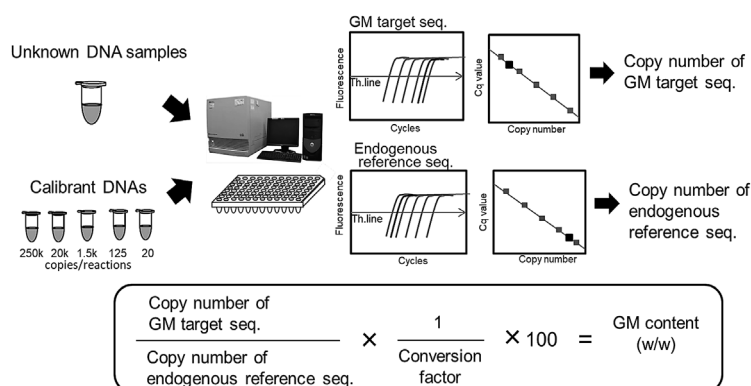 Unknown DNA samples
Calibrant DNAs
250k 20k 1.5k 125 20
copies/reactions
GM target seq.
Fluorescence
Th.line
Cycles
Cq value
Copy number
Copy number of
GM target seq.
Endogenous
reference seq.
Fluorescence
Th.line
Cycles
Cq value
Copy number
Copy number of
endogenous
reference seq.
Copy number of
GM target seq.
Copy number of
endogenous reference seq.
×
1
Conversion
factor
× 100 =
GM content
(w/w)